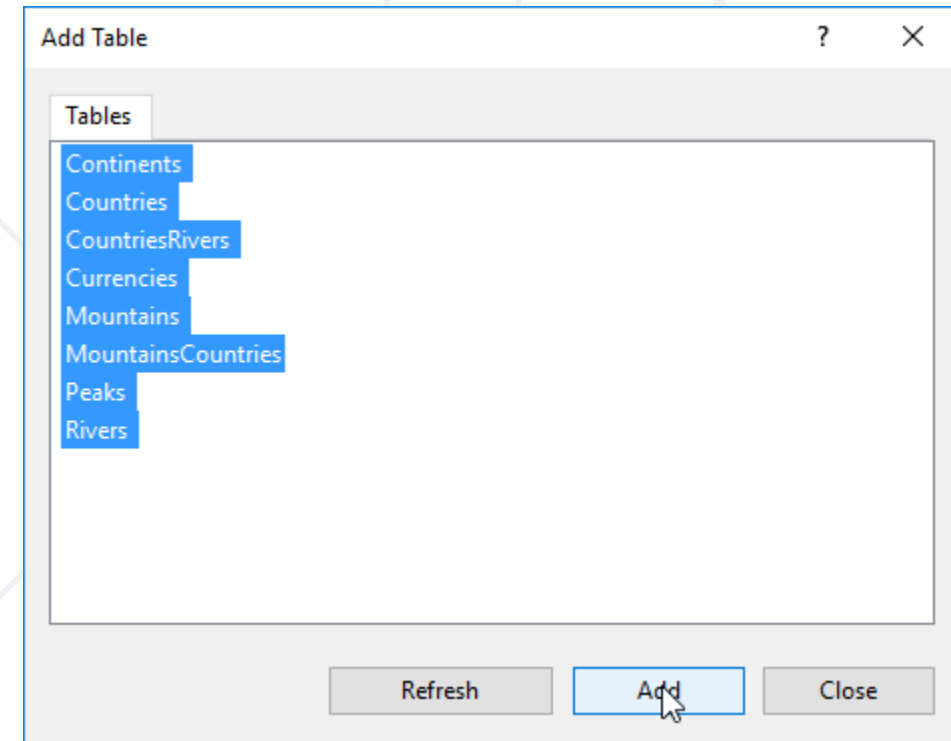 Add Table ?
Tables
Continents
Countries
CountriesRivers
Currencies
Mountains
MountainsCountries
Peaks
Rivers
Refresh Add Close